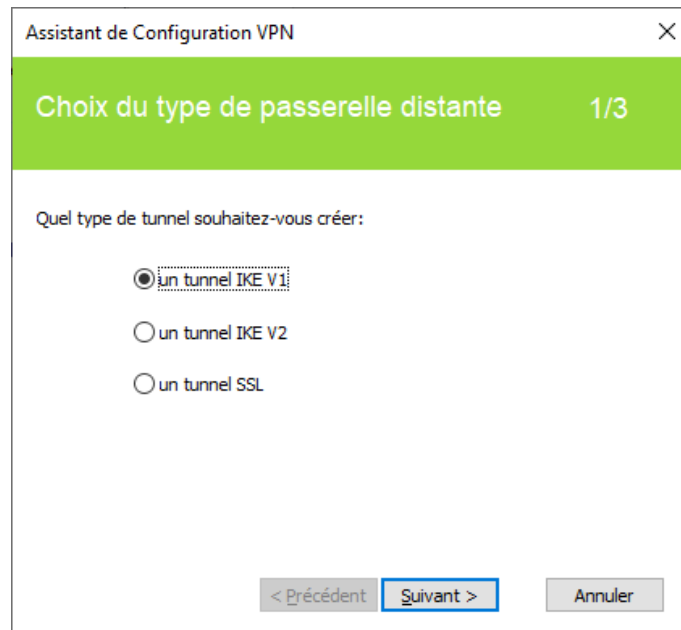 Assistant de Configuration VPN
Choix du type de passerelle distante 1/3
Quel type de tunnel souhaitez-vous créer:
un tunnel IKE V1
un tunnel IKE V2
un tunnel SSL
< Précédent Suivant > Annuler